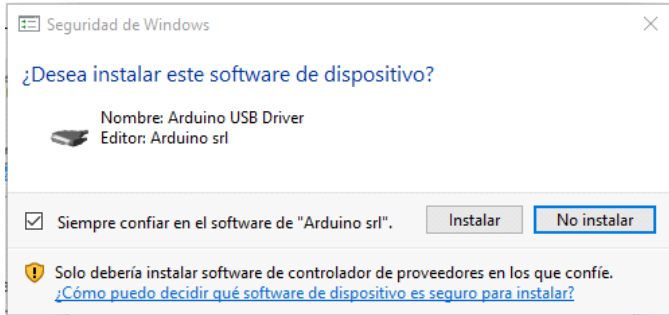 Seguridad de Windows
¿Desea instalar este software de dispositivo?
Nombre: Arduino USB Driver
Editor: Arduino srl
Siempre confiar en el software de "Arduino srl".
Instalar
No instalar
Solo debería instalar software de controlador de proveedores en los que confíe.
¿Cómo puedo decidir qué software de dispositivo es seguro para instalar?